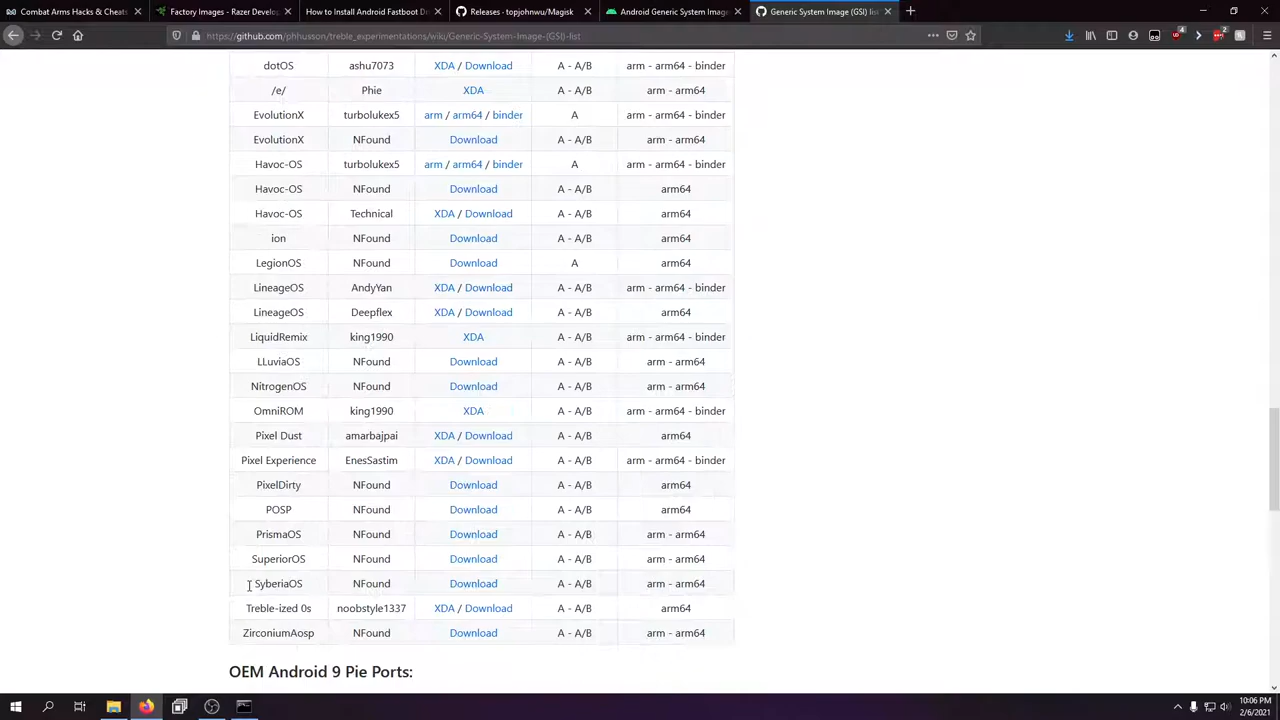 Combat Arms Hacks & Cheats
Factory Images - Razer Develop
How to Install Android Fastboot D
Releases · topjohnwu/Magisk
Android Generic System Image
Generic System Image (GSI) list
https://github.com/phhusson/treble_experimentations/wiki/Generic-System-Image-(GSI)-list
dotOS ashu7073 XDA / Download A - A/B arm - arm64 - binder
/e/ Phie XDA A - A/B arm - arm64
EvolutionX turbolukex5 arm / arm64 / binder A arm - arm64 - binder
EvolutionX NFound Download A - A/B arm - arm64
Havoc-OS turbolukex5 arm / arm64 / binder A arm - arm64 - binder
Havoc-OS NFound Download A - A/B arm64
Havoc-OS Technical XDA / Download A - A/B arm64
ion NFound Download A - A/B arm64
LegionOS NFound Download A arm64
LineageOS AndyYan XDA / Download A - A/B arm - arm64 - binder
LineageOS Deepflex XDA / Download A - A/B arm64
LiquidRemix king1990 XDA A - A/B arm - arm64 - binder
LLuviaOS NFound Download A - A/B arm - arm64
NitrogenOS NFound Download A - A/B arm - arm64
OmniROM king1990 XDA A - A/B arm - arm64 - binder
Pixel Dust amarbajpai XDA / Download A - A/B arm64
Pixel Experience EnesSastim XDA / Download A - A/B arm - arm64 - binder
PixelDirty NFound Download A - A/B arm64
POSP NFound Download A - A/B arm64
PrismaOS NFound Download A - A/B arm - arm64
SuperiorOS NFound Download A - A/B arm - arm64
SyberiaOS NFound Download A - A/B arm - arm64
Treble-ized 0s noobstyle1337 XDA / Download A - A/B arm64
ZirconiumAosp NFound Download A - A/B arm - arm64
OEM Android 9 Pie Ports:
10:06 PM
2/6/2021